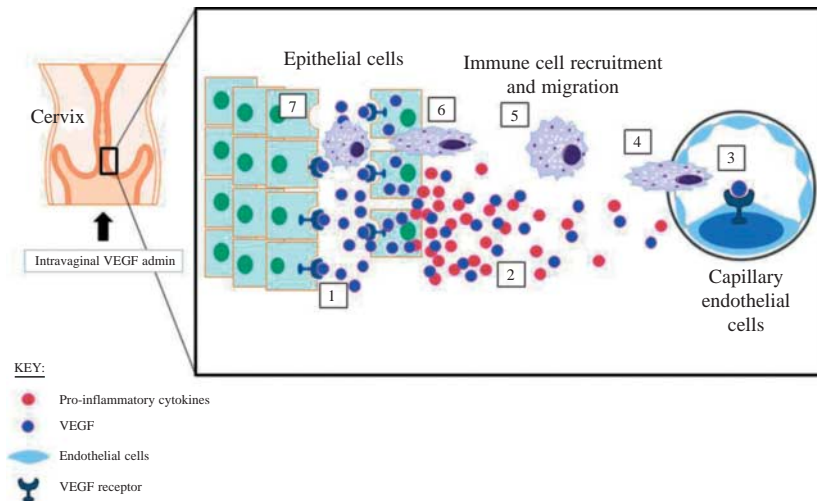 Epithelial cells
Immune cell recruitment
and migration
Cervix
7
6
5
4
3
Intravaginal VEGF admin
2
1
Capillary
endothelial
cells
KEY:
Pro-inflammatory cytokines
VEGF
Endothelial cells
VEGF receptor